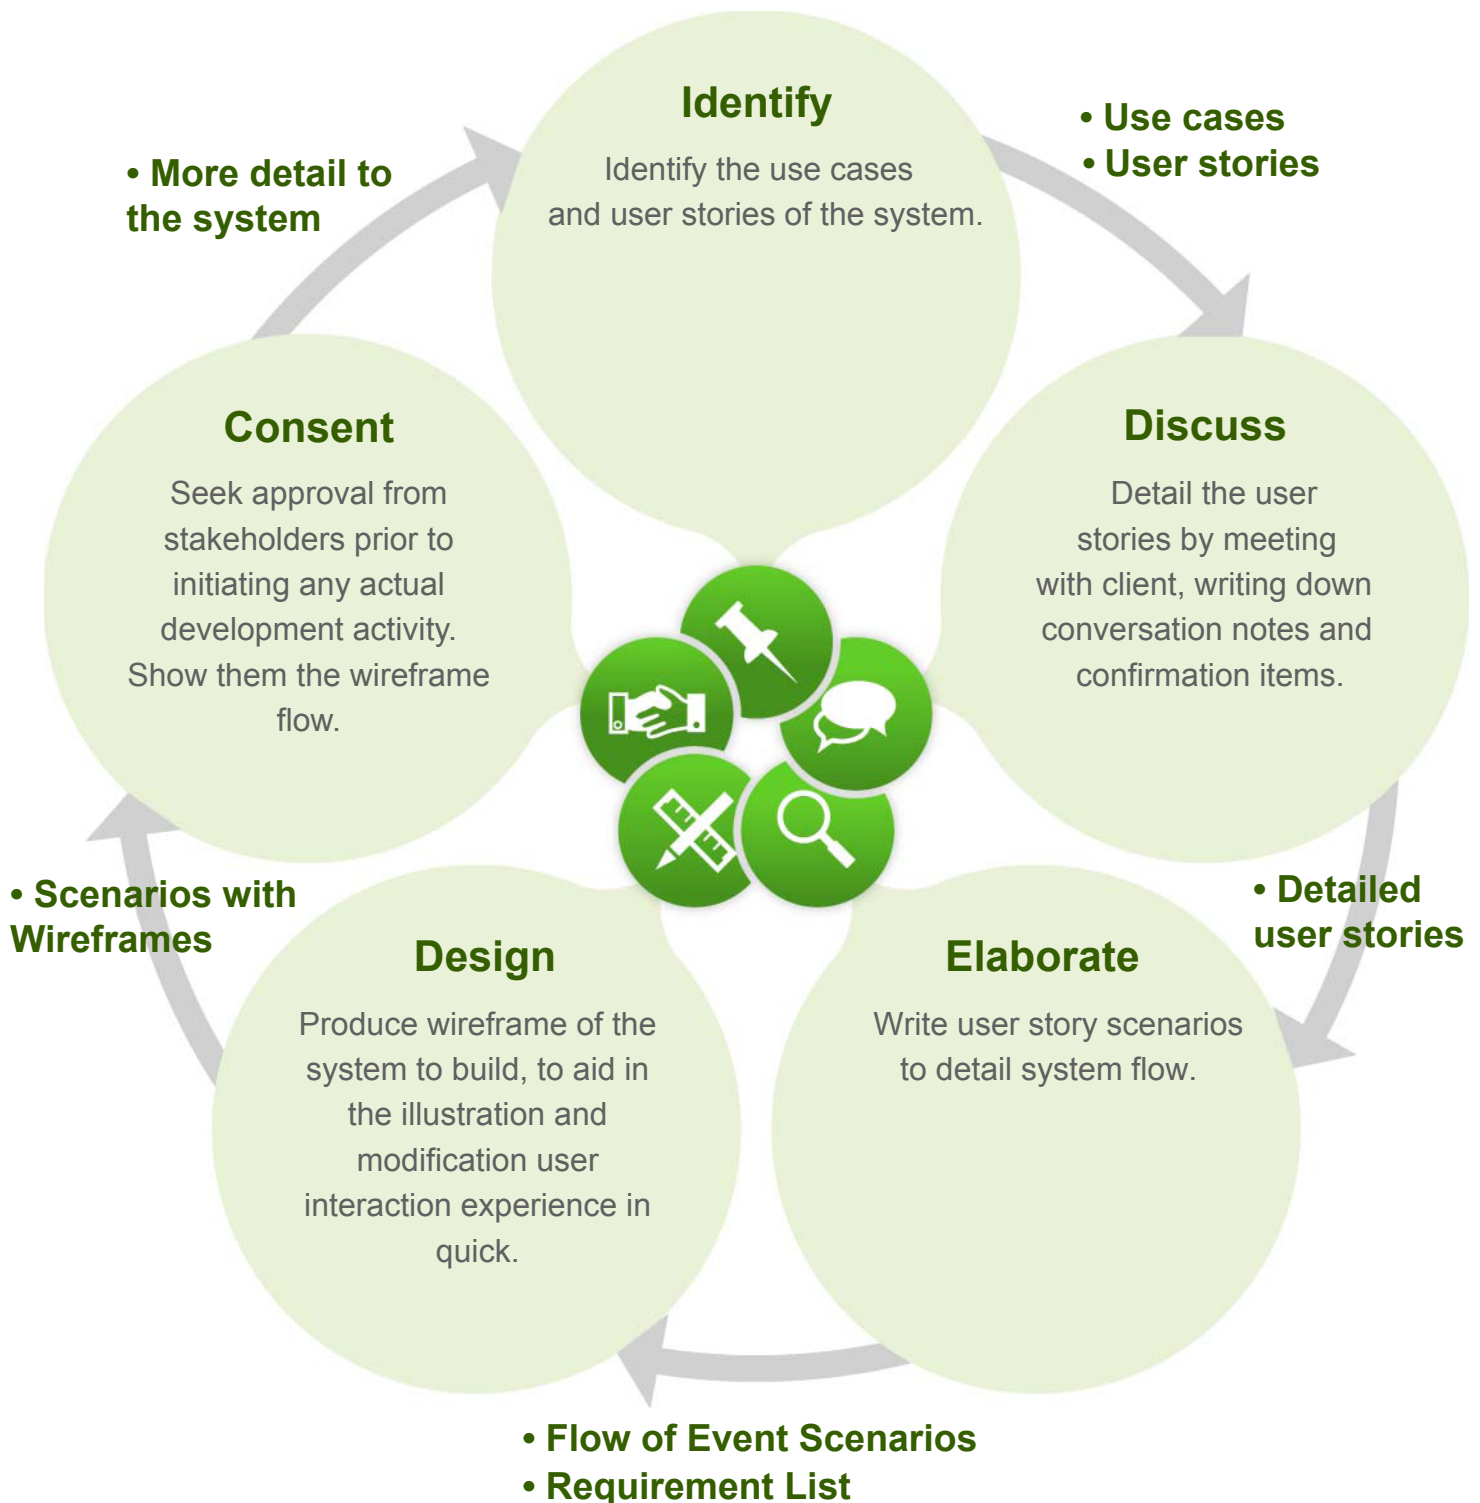 Identify
Identify the use cases
and user stories of the system.
• Use cases
• User stories
Discuss
Detail the user
stories by meeting
with client, writing down
conversation notes and
confirmation items.
• Detailed
user stories
Elaborate
Write user story scenarios
to detail system flow.
• Flow of Event Scenarios
• Requirement List
Design
Produce wireframe of the
system to build, to aid in
the illustration and
modification user
interaction experience in
quick.
• Scenarios with
Wireframes
Consent
Seek approval from
stakeholders prior to
initiating any actual
development activity.
Show them the wireframe
flow.
• More detail to
the system